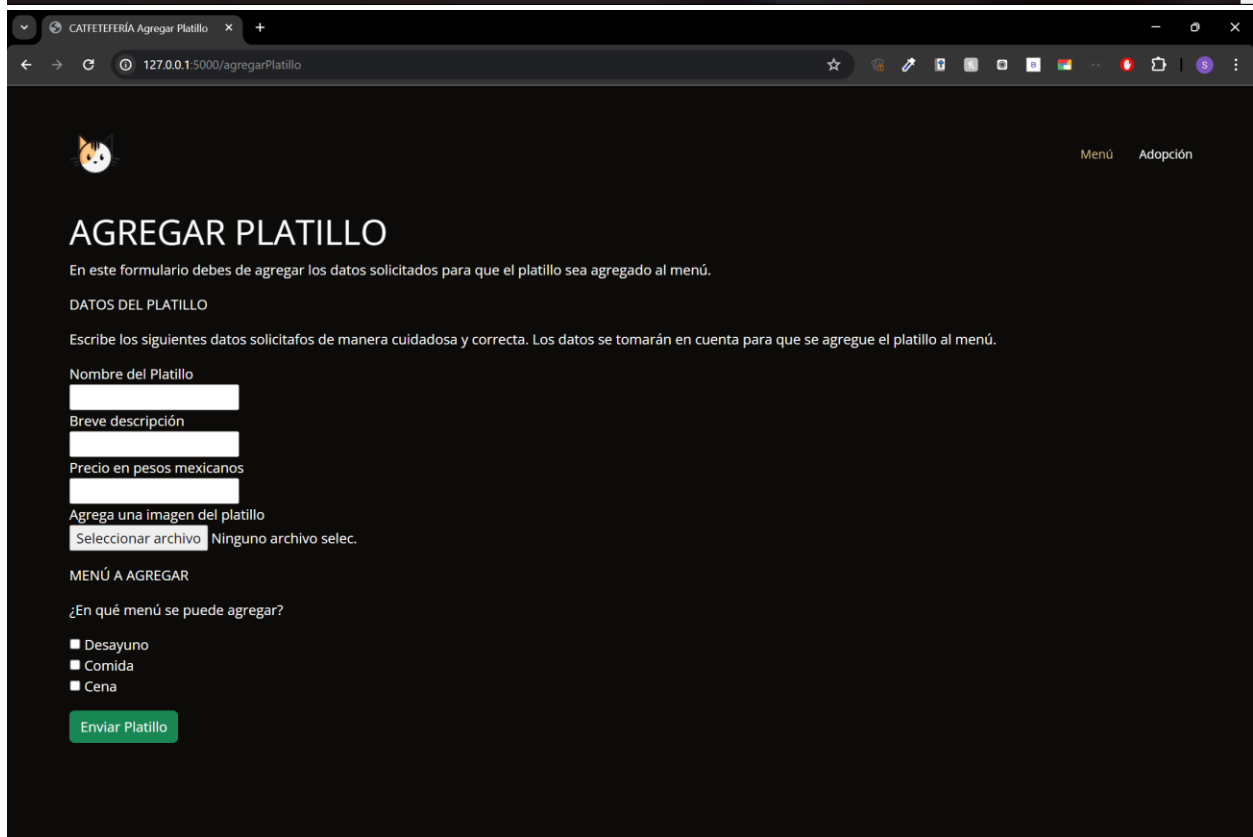 CATFETEFERÍA Agregar Platillo
127.0.0.1:5000/agregarPlatillo
B
S
Menú Adopción
AGREGAR PLATILLO
En este formulario debes de agregar los datos solicitados para que el platillo sea agregado al menú.
DATOS DEL PLATILLO
Escribe los siguientes datos solicitafos de manera cuidadosa y correcta. Los datos se tomarán en cuenta para que se agregue el platillo al menú.
Nombre del Platillo
Breve descripción
Precio en pesos mexicanos
Agrega una imagen del platillo
Seleccionar archivo Ninguno archivo selec.
MENÚ A AGREGAR
¿En qué menú se puede agregar?
Desayuno
Comida
Cena
Enviar Platillo